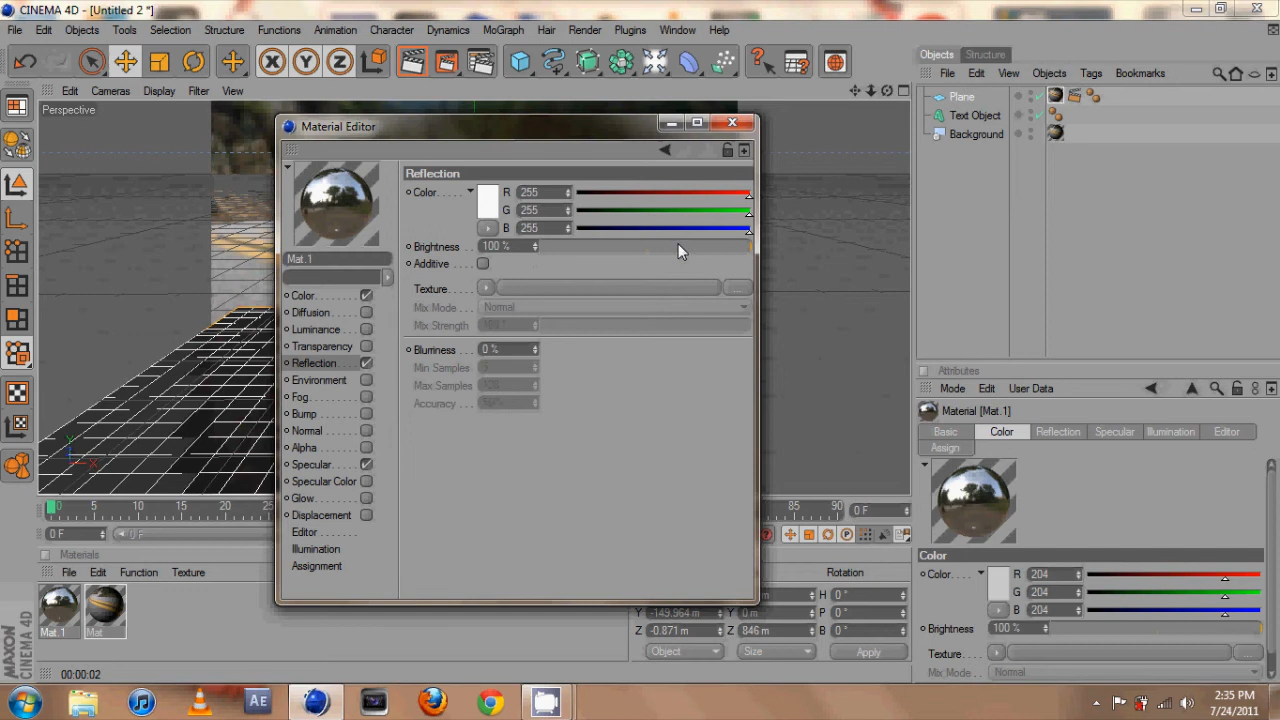 CINEMA 4D - [Untitled 2 *]
File Edit Objects Tools Selection Structure Functions Animation Character Dynamics MoGraph Hair Render Plugins Window Help
X Y Z
Objects Structure
Edit Cameras Display Filter View
File Edit View Objects Tags Bookmarks
Perspective
Plane
Text Object
Background
Material Editor
Reflection
Color R 255
G 255
B 255
Brightness 100 %
Additive
Texture
Mix Mode Normal
Mix Strength
Blurriness 0 %
Min Samples
Max Samples
Accuracy
Mat.1
Color
Diffusion
Luminance
Transparency
Reflection
Environment
Fog
Bump
Normal
Alpha
Specular
Specular Color
Glow
Displacement
Editor
Illumination
Assignment
Attributes
Mode Edit User Data
Material [Mat.1]
Basic Color Reflection Specular Illumination Editor
Assign
Color
Color R 204
G 204
B 204
Brightness 100 %
Texture
Mix Mode Normal
Y
X
0 5 10 15 20 25 85 90 0 F
0 F 0 F
Materials
File Edit Function Texture
Mat.1 Mat
Rotation
H 0 °
Y -149.964 m Y 0 m P 0 °
Z -0.871 m Z 846 m B 0 °
Object Size Apply
MAXON
CINEMA 4D
00:00:02
Ae
2:35 PM
7/24/2011